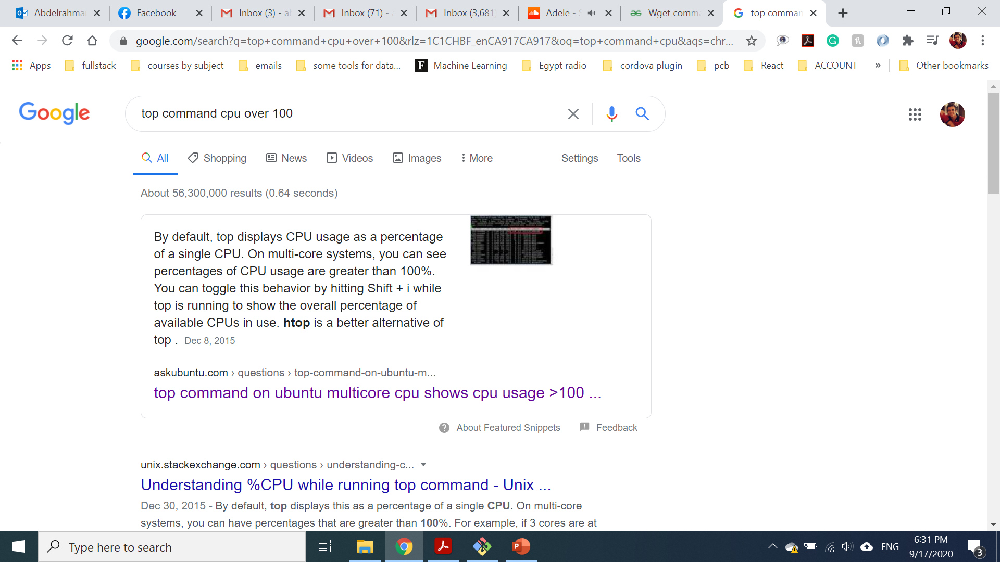 Abdelrahma
Facebook
Inbox (3) - a
Inbox (71) -
Inbox (3,681)
Adele - S
Wget comm
top comman
google.com/search?q=top+command+cpu+over+100&rlz=1C1CHBF_enCA917CA917&oq=top+command+cpu&aqs=chr...
Apps
fullstack
courses by subject
emails
some tools for data...
Machine Learning
Egypt radio
cordova plugin
pcb
React
ACCOUNT
»
Other bookmarks
Google
top command cpu over 100
All
Shopping
News
Videos
Images
More
Settings
Tools
About 56,300,000 results (0.64 seconds)
By default, top displays CPU usage as a percentage
of a single CPU. On multi-core systems, you can see
percentages of CPU usage are greater than 100%.
You can toggle this behavior by hitting Shift + i while
top is running to show the overall percentage of
available CPUs in use. htop is a better alternative of
top . Dec 8, 2015
askubuntu.com › questions › top-command-on-ubuntu-m...
top command on ubuntu multicore cpu shows cpu usage >100 ...
About Featured Snippets
Feedback
unix.stackexchange.com › questions › understanding-c...
Understanding %CPU while running top command - Unix ...
Dec 30, 2015 - By default, top displays this as a percentage of a single CPU. On multi-core
systems, you can have percentages that are greater than 100%. For example, if 3 cores are at
Type here to search
ENG
6:31 PM
9/17/2020
3